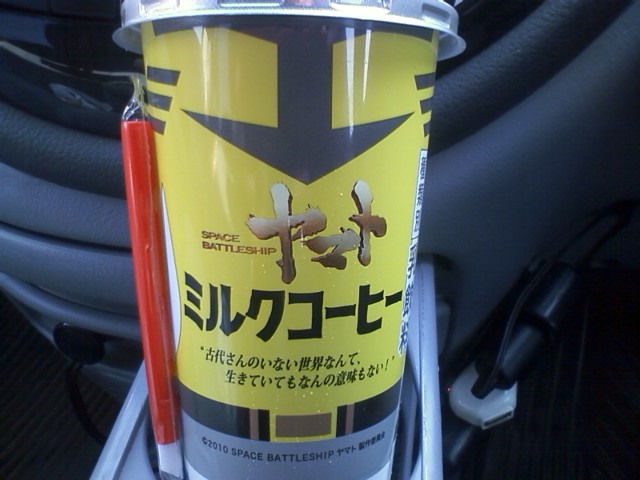 SPACE
BATTLESHIP
ヤマト
ミルクコーヒー
"古代さんのいない世界なんて、
生きていてもなんの意味もない!"
©2010 SPACE BATTLESHIP ヤマト 製作委員会